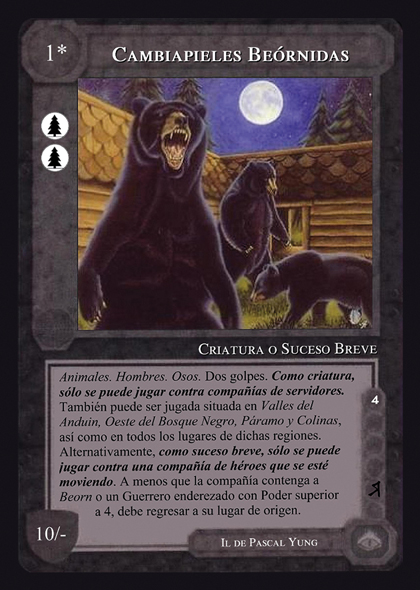 1*
CAMBIAPIELES BEÓRNIDAS
CRIATURA O SUCESO BREVE
Animales. Hombres. Osos. Dos golpes. Como criatura,
sólo se puede jugar contra compañías de servidores.
También puede ser jugada situada en Valles del
Anduin, Oeste del Bosque Negro, Páramo y Colinas,
así como en todos los lugares de dichas regiones.
Alternativamente, como suceso breve, sólo se puede
jugar contra una compañía de héroes que se esté
moviendo. A menos que la compañía contenga a
Beorn o un Guerrero enderezado con Poder superior
a 4, debe regresar a su lugar de origen.
4
10/-
IL DE PASCAL YUNG